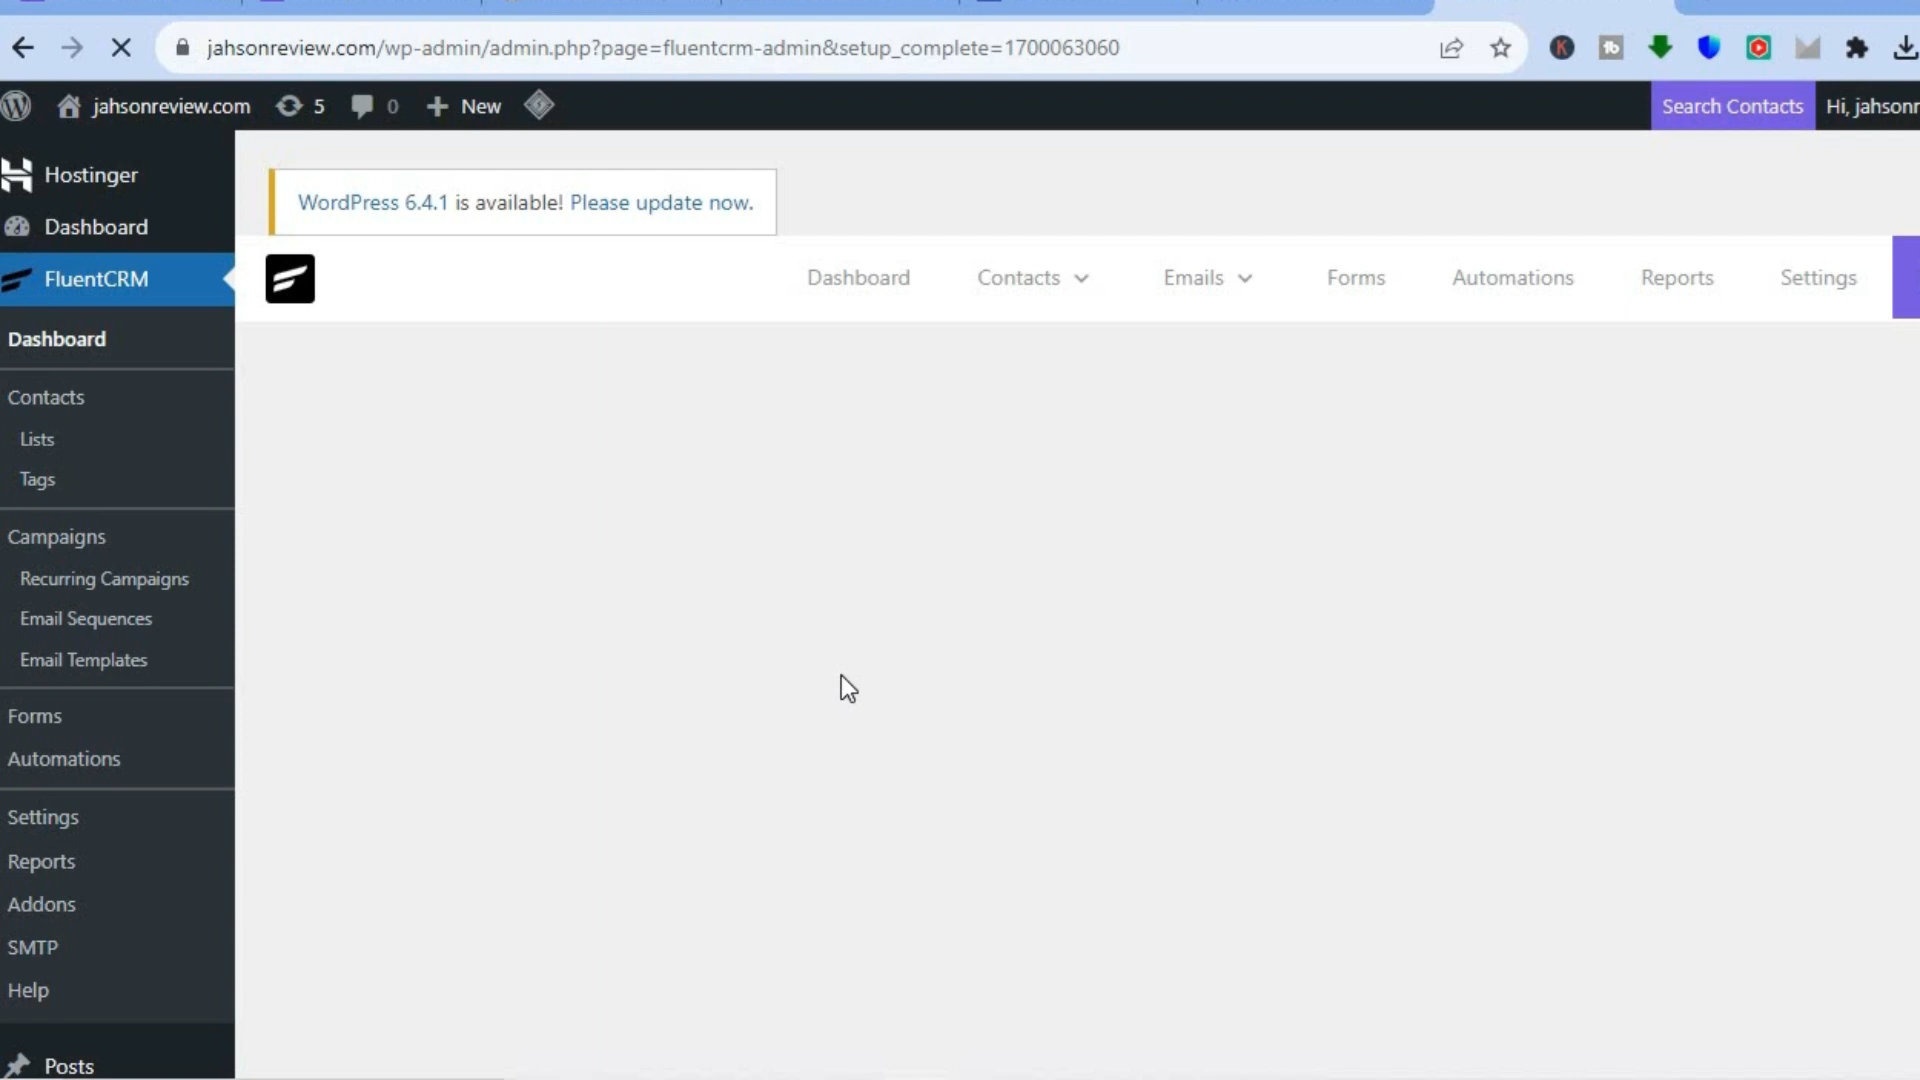 jahsonreview.com/wp-admin/admin.php?page=fluentcrm-admin&setup_complete=1700063060
jahsonreview.com 5 0 New Search Contacts Hi, jahsonr
Hostinger
Dashboard
FluentCRM
Dashboard
Contacts
Lists
Tags
Campaigns
Recurring Campaigns
Email Sequences
Email Templates
Forms
Automations
Settings
Reports
Addons
SMTP
Help
Posts
WordPress 6.4.1 is available! Please update now.
Dashboard Contacts Emails Forms Automations Reports Settings